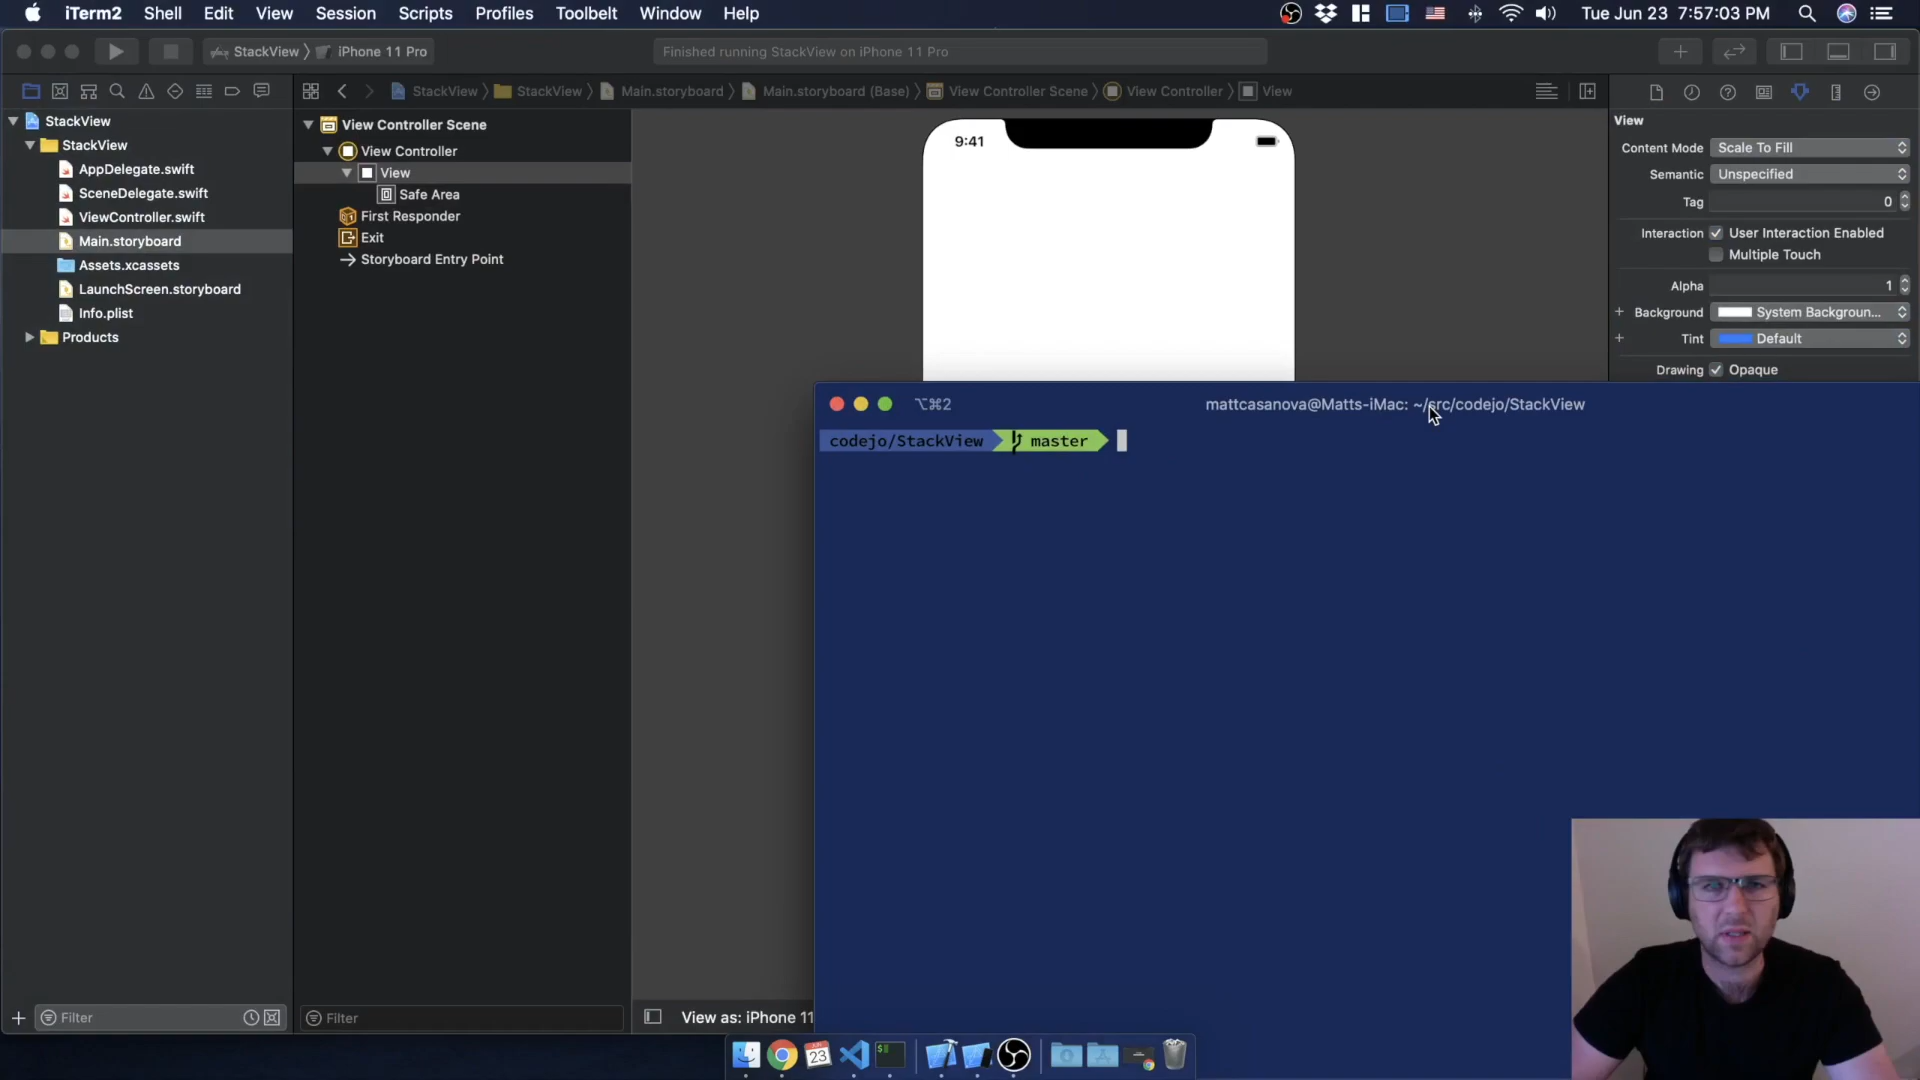 iTerm2 Shell Edit View Session Scripts Profiles Toolbelt Window Help Tue Jun 23 7:57:03 PM
StackView iPhone 11 Pro Finished running StackView on iPhone 11 Pro
StackView StackView Main.storyboard Main.storyboard (Base) View Controller Scene View Controller View
StackView
StackView
AppDelegate.swift
SceneDelegate.swift
ViewController.swift
Main.storyboard
Assets.xcassets
LaunchScreen.storyboard
Info.plist
Products
Filter
View Controller Scene
View Controller
View
Safe Area
First Responder
Exit
Storyboard Entry Point
Filter
9:41
View as: iPhone 11
View
Content Mode Scale To Fill
Semantic Unspecified
Tag 0
Interaction User Interaction Enabled
Multiple Touch
Alpha 1
+ Background System Backgroun...
+ Tint Default
Drawing Opaque
⌥⌘2 mattcasanova@Matts-iMac: ~/src/codejo/StackView
codejo/StackView master
23
$